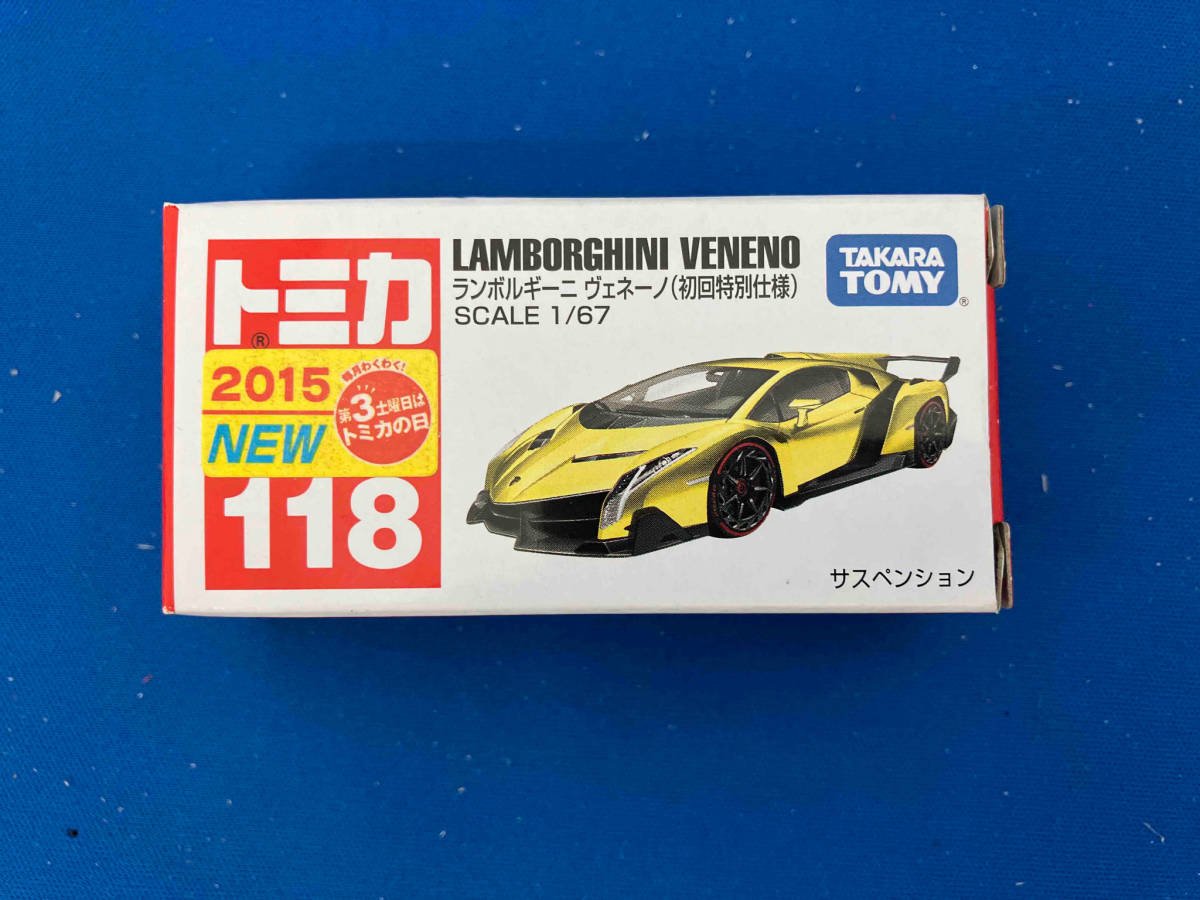 トミカ
®
2015
NEW
毎月わくわく!
第3土曜日は
トミカの日
118
LAMBORGHINI VENENO
ランボルギーニ ヴェネーノ(初回特別仕様)
SCALE 1/67
TAKARA
TOMY
®
サスペンション